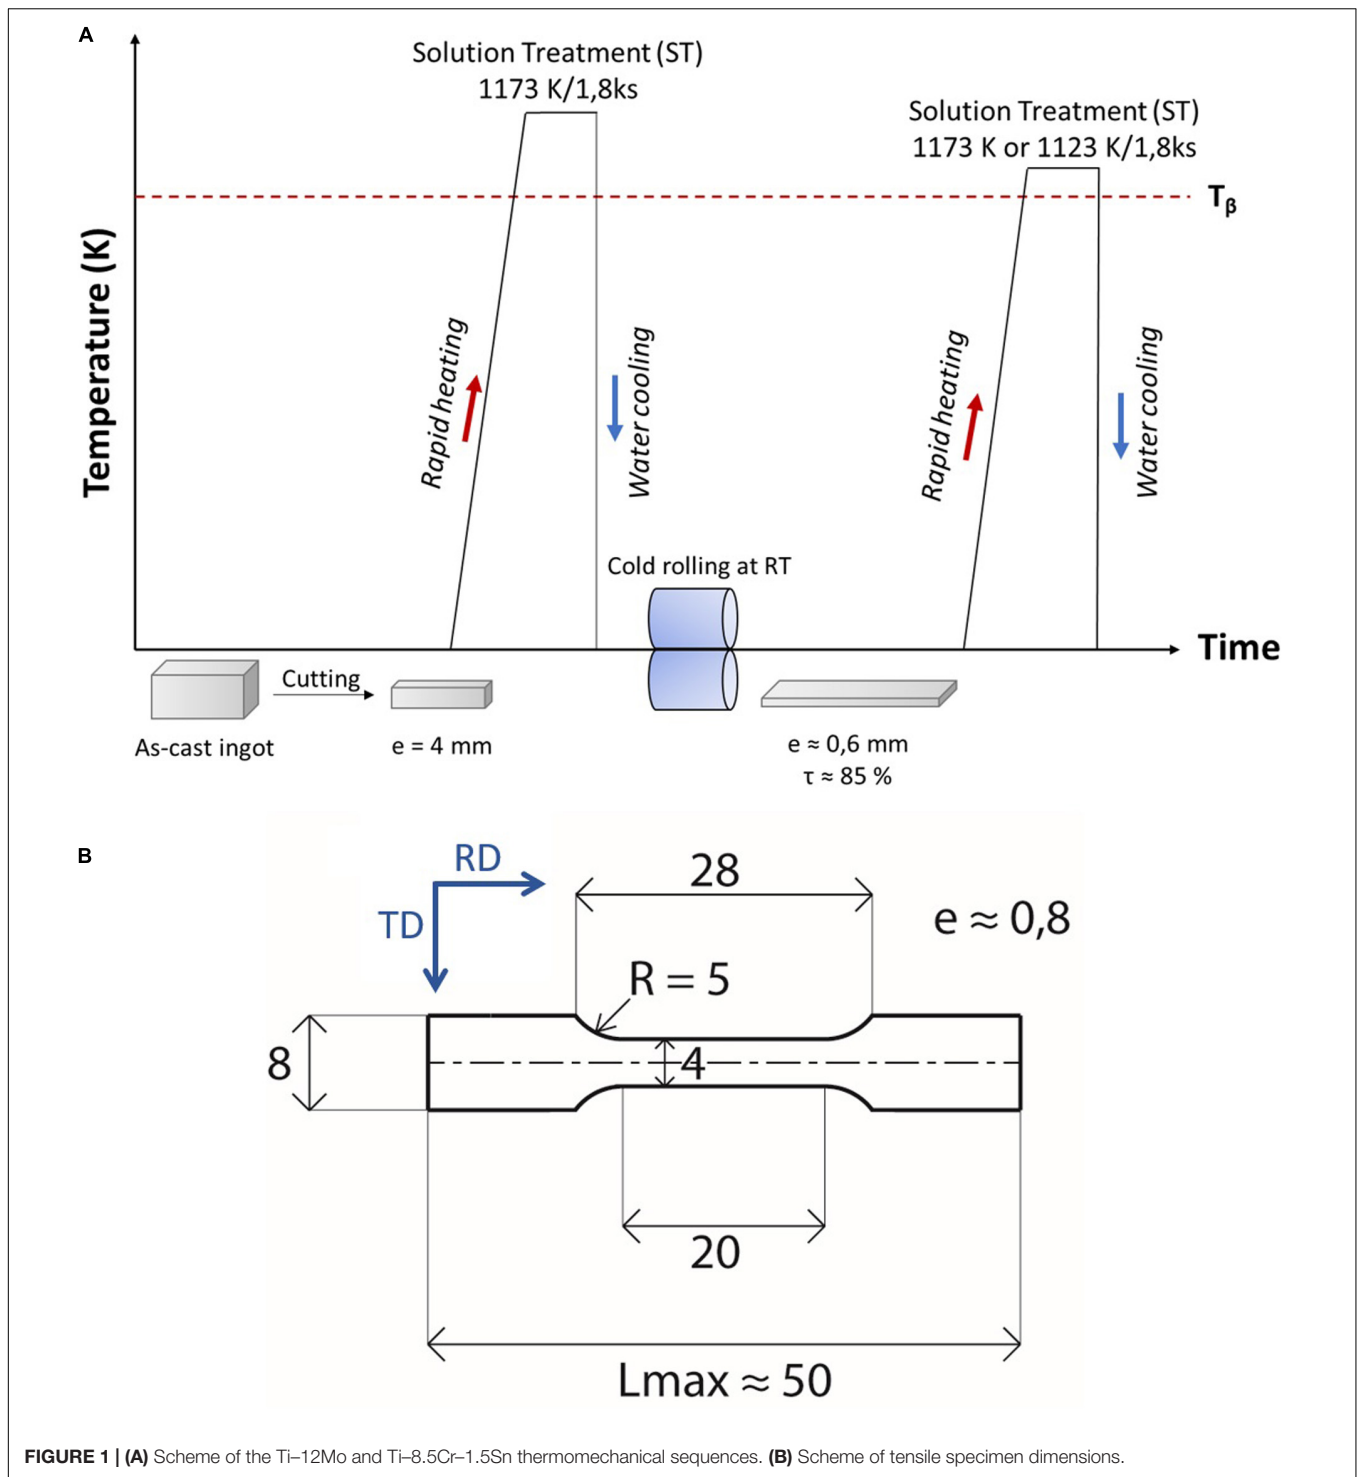 A
Solution Treatment (ST)
1173 K/1,8ks
Solution Treatment (ST)
1173 K or 1123 K/1,8ks
Tβ
Temperature (K)
Rapid heating
Water cooling
Rapid heating
Water cooling
Cold rolling at RT
Time
Cutting
As-cast ingot
e = 4 mm
e ≈ 0,6 mm
τ ≈ 85 %
B
RD
TD
28
e ≈ 0,8
R = 5
8
4
20
Lmax ≈ 50
FIGURE 1 | (A) Scheme of the Ti–12Mo and Ti–8.5Cr–1.5Sn thermomechanical sequences. (B) Scheme of tensile specimen dimensions.